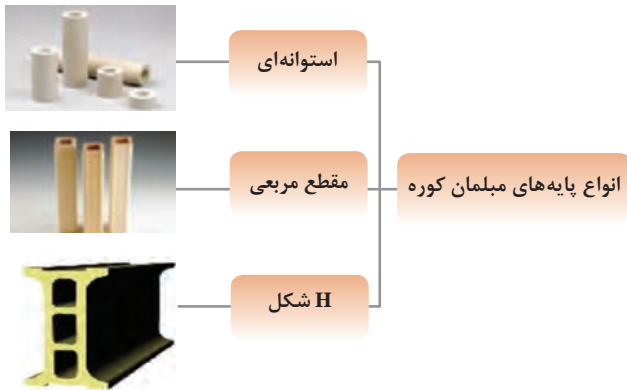 انواع پایه‌های مبلمان کوره
استوانه‌ای
مقطع مربعی
H شکل